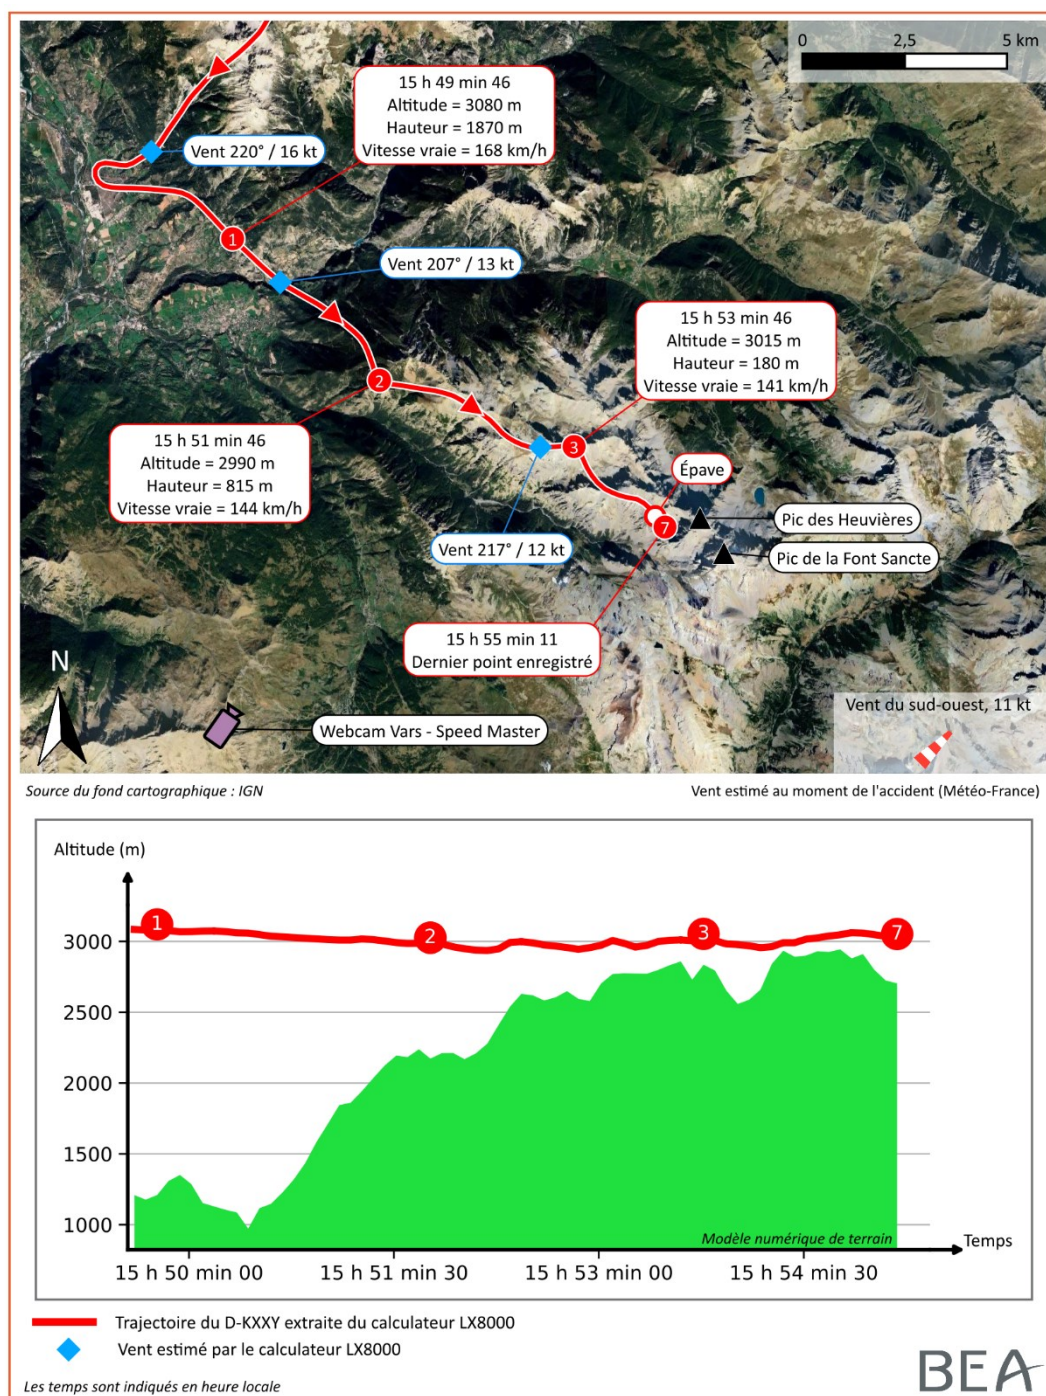 0 2,5 5 km
15 h 49 min 46
Altitude = 3080 m
Hauteur = 1870 m
Vitesse vraie = 168 km/h
Vent 220° / 16 kt
1
Vent 207° / 13 kt
15 h 53 min 46
Altitude = 3015 m
Hauteur = 180 m
Vitesse vraie = 141 km/h
2
15 h 51 min 46
Altitude = 2990 m
Hauteur = 815 m
Vitesse vraie = 144 km/h
3
Épave
Vent 217° / 12 kt
7
Pic des Heuvières
Pic de la Font Sancte
15 h 55 min 11
Dernier point enregistré
N
Webcam Vars - Speed Master
Vent du sud-ouest, 11 kt
Source du fond cartographique : IGN
Vent estimé au moment de l'accident (Météo-France)
Altitude (m)
1
2
3
7
3000
2500
2000
1500
1000
Modèle numérique de terrain
Temps
15 h 50 min 00
15 h 51 min 30
15 h 53 min 00
15 h 54 min 30
Trajectoire du D-KXXY extraite du calculateur LX8000
Vent estimé par le calculateur LX8000
Les temps sont indiqués en heure locale
BEA